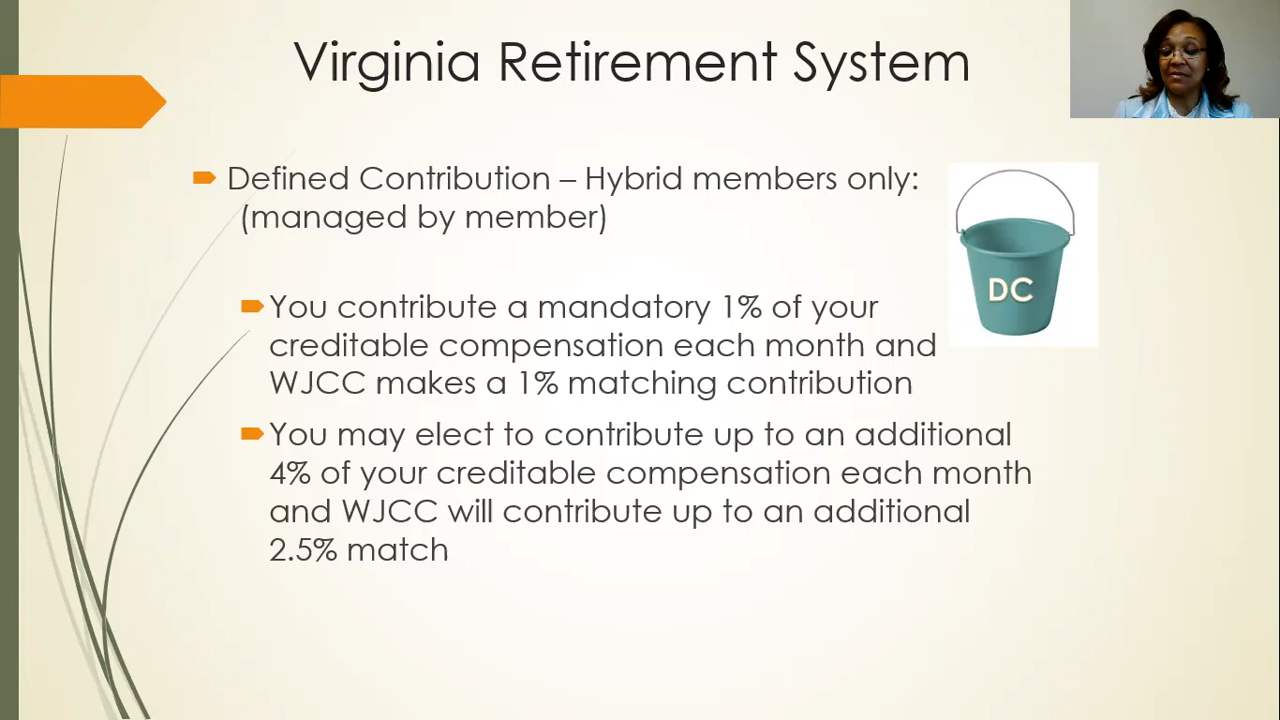 Virginia Retirement System
Defined Contribution – Hybrid members only:
(managed by member)
DC
You contribute a mandatory 1% of your
creditable compensation each month and
WJCC makes a 1% matching contribution
You may elect to contribute up to an additional
4% of your creditable compensation each month
and WJCC will contribute up to an additional
2.5% match